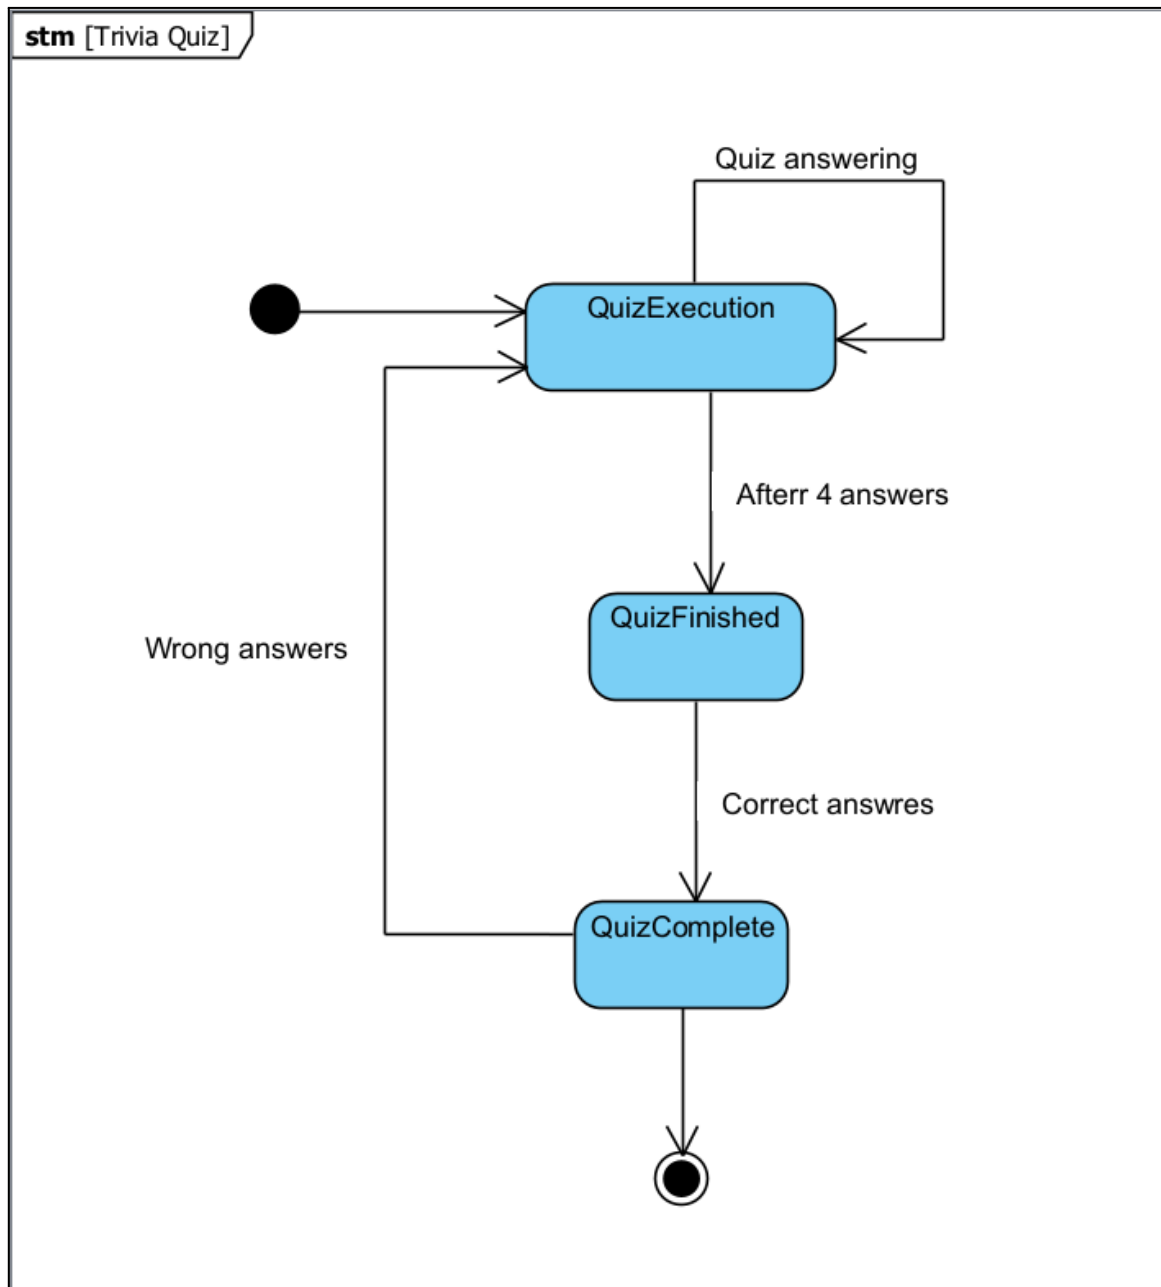 stm [Trivia Quiz]
Quiz answering
QuizExecution
Afterr 4 answers
QuizFinished
Wrong answers
Correct answres
QuizComplete